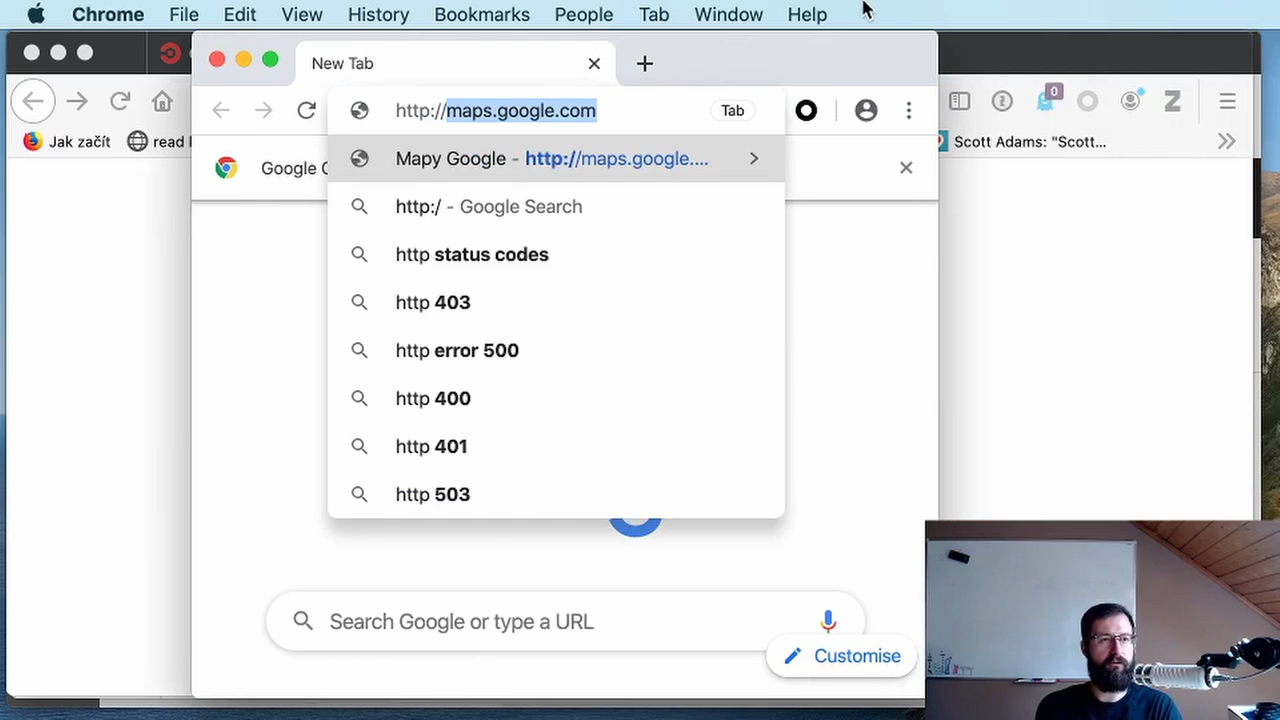 Chrome File Edit View History Bookmarks People Tab Window Help
New Tab
http://maps.google.com Tab
0
Jak začít read
Scott Adams: "Scott...
Google
Mapy Google - http://maps.google....
http:/ - Google Search
http status codes
http 403
http error 500
http 400
http 401
http 503
Search Google or type a URL
Customise